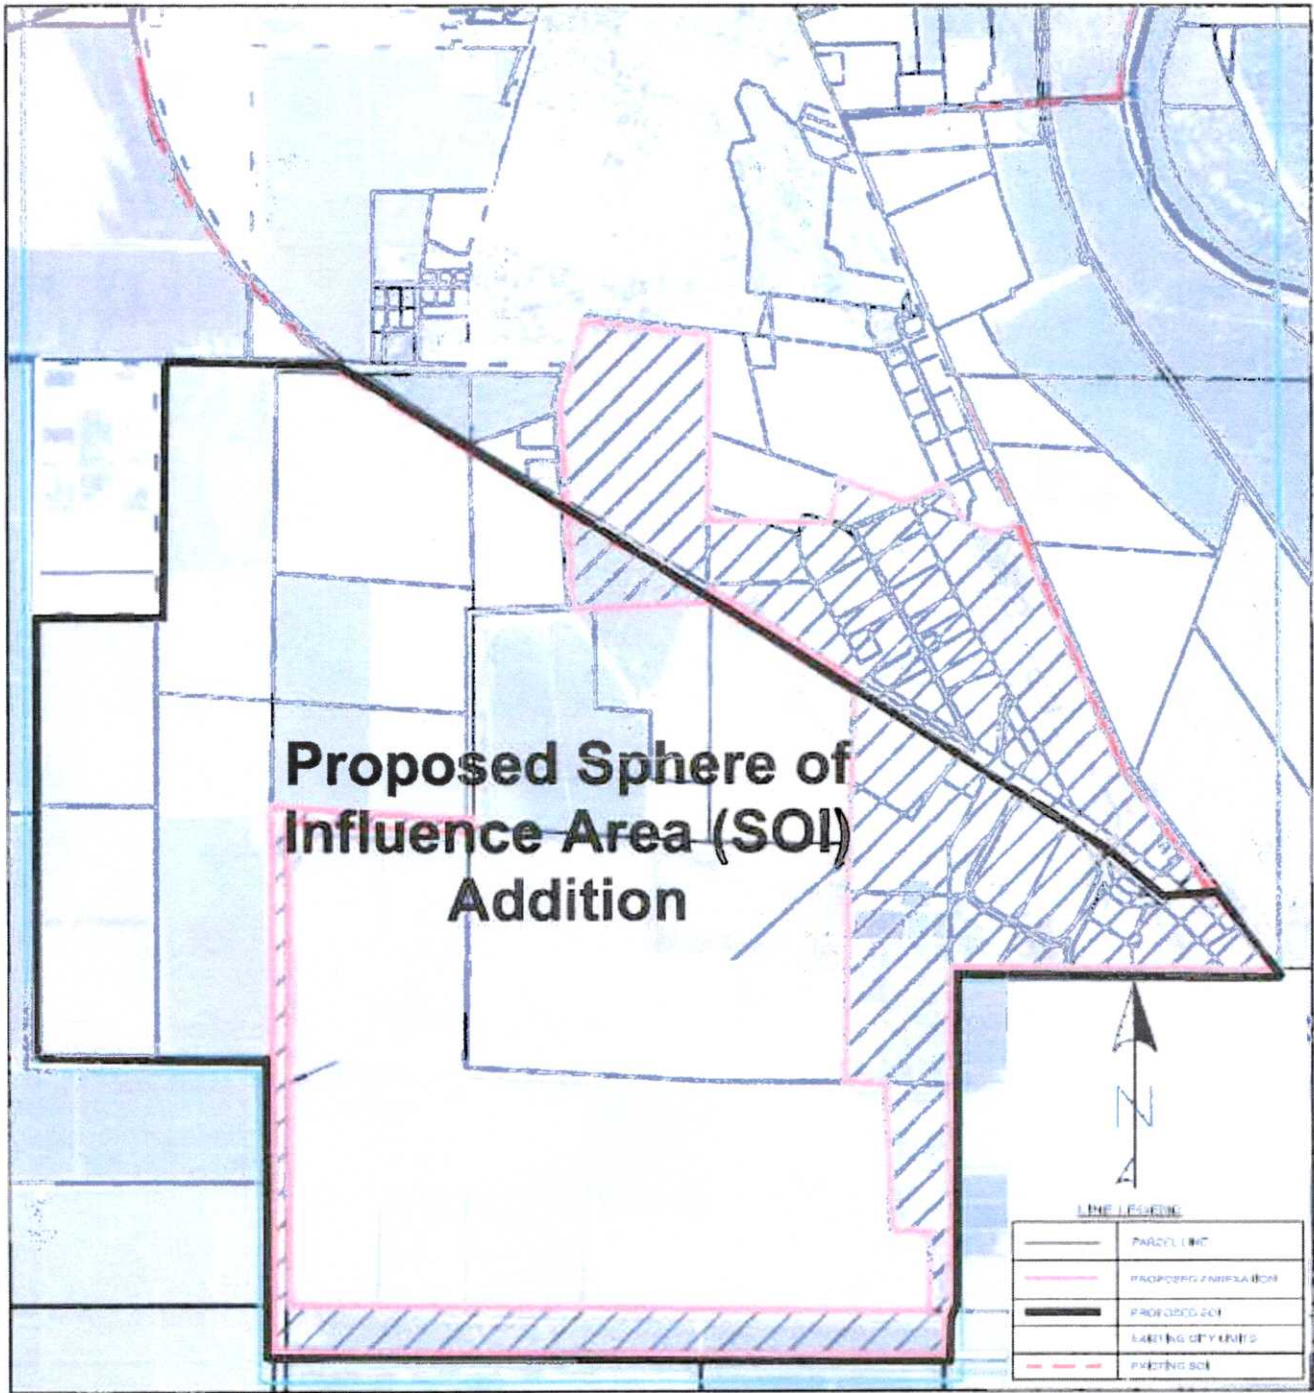 Proposed Sphere of
Influence Area (SOI)
Addition
N
LINE LEGEND
PARCEL LINE
PROPOSED ANNEXATION
PROPOSED SOI
EXISTING CITY LIMITS
EXISTING SOI